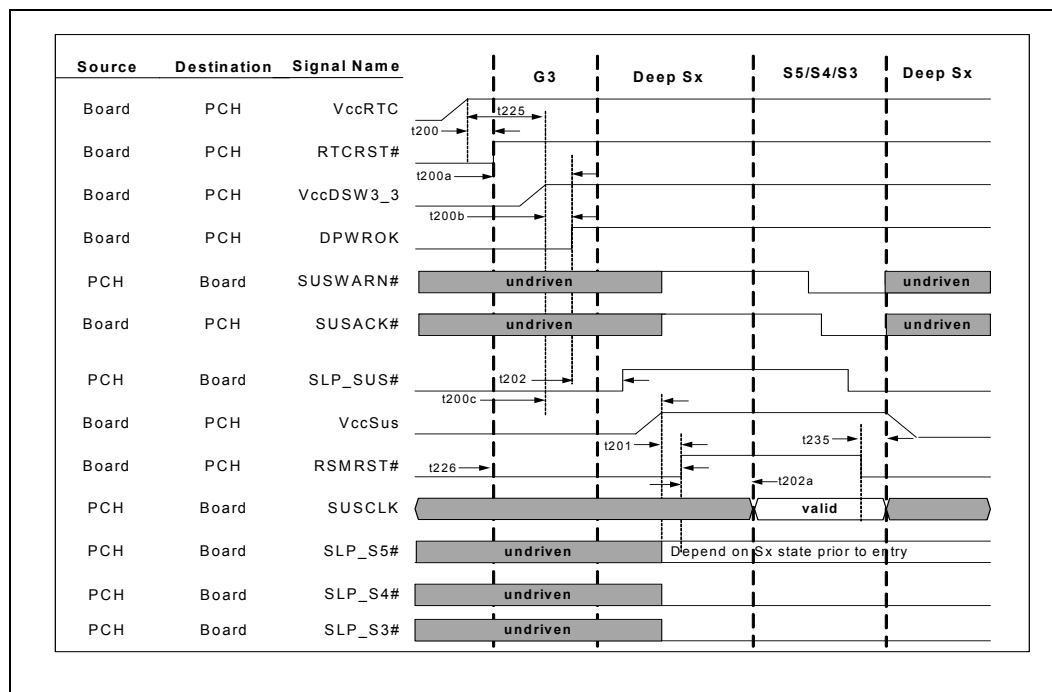 Source Destination Signal Name
G3 Deep Sx S5/S4/S3 Deep Sx
Board PCH VccRTC
t225
t200
Board PCH RTCRST#
t200a
Board PCH VccDSW3_3
t200b
Board PCH DPWROK
PCH Board SUSWARN# undriven undriven
Board PCH SUSACK# undriven undriven
PCH Board SLP_SUS# t202
t200c
Board PCH VccSus
t201 t235
Board PCH RSMRST# t226
t202a
PCH Board SUSCLK valid
PCH Board SLP_S5# undriven Depend on Sx state prior to entry
PCH Board SLP_S4# undriven
PCH Board SLP_S3# undriven